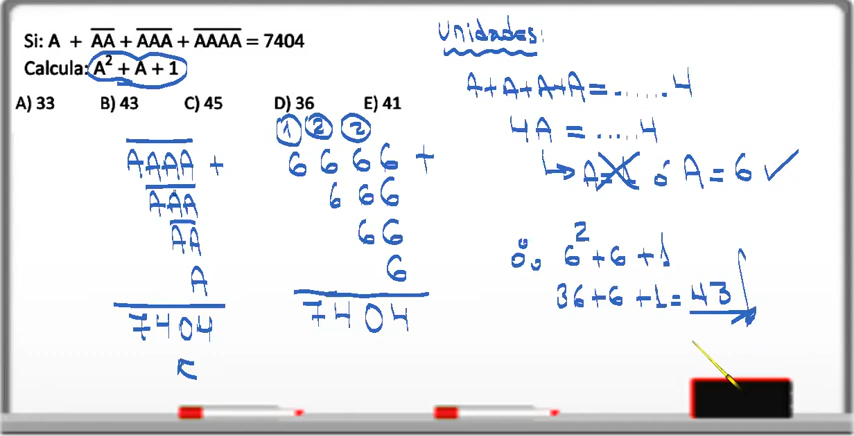 Si: A + AA + AAA + AAAA = 7404
Calcula: A² + A + 1
A) 33 B) 43 C) 45 D) 36 E) 41
AAAA +
AAA
AA
A
7404
1 2 2
6666 +
666
66
6
7404
Unidades:
A+A+A+A = ......4
4A = .....4
A=1 ó A = 6 ✓
∴ 6² + 6 + 1
36 + 6 + 1 = 43